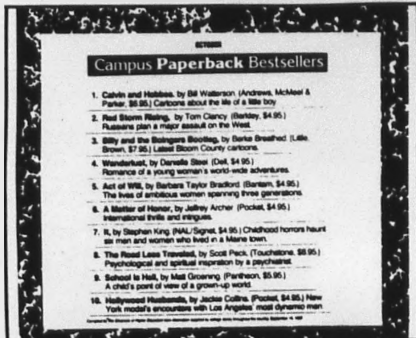 OCTOBER
Campus Paperback Bestsellers
1. Calvin and Hobbes, by Bill Watterson (Andrews, McMeel &
Parker, $6.95.) Cartoons about the life of a little boy
2. Red Storm Rising, by Tom Clancy (Berkley, $4.95.)
Russians plan a major assault on the West.
3. Billy and the Boingers Bootleg, by Berke Breathed. (Little,
Brown, $7.95.) Latest Bloom County cartoons.
4. Wanderlust, by Danielle Steel (Dell, $4.95.)
Romance of a young woman's world-wide adventures.
5. Act of Will, by Barbara Taylor Bradford (Bantam, $4.95.)
The lives of ambitious women spanning three generations.
6. A Matter of Honor, by Jeffrey Archer (Pocket, $4.95.)
International thrills and intrigues.
7. It, by Stephen King. (NAL/Signet, $4.95.) Childhood horrors haunt
six men and women who lived in a Maine town.
8. The Road Less Traveled, by Scott Peck. (Touchstone, $8.95.)
Psychological and spiritual inspiration by a psychiatrist.
9. School is Hell, by Matt Groening. (Pantheon, $5.95.)
A child's point of view of a grown-up world.
10. Hollywood Husbands, by Jackie Collins. (Pocket, $4.95.) New
York model's encounters with Los Angeles' most dynamic men